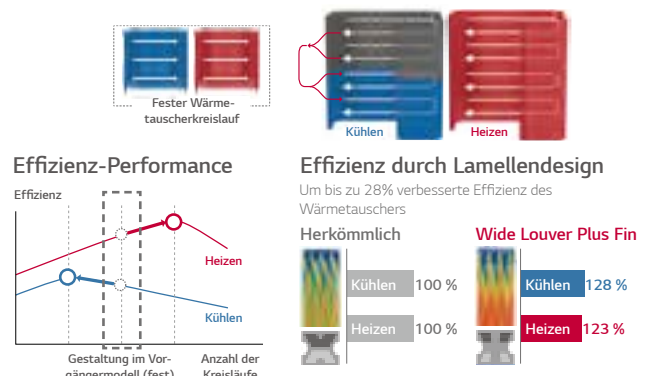 Fester Wärme-
tauscherkreislauf
Kühlen
Heizen
Effizienz-Performance
Effizienz
Heizen
Kühlen
Gestaltung im Vor-
gängermodell (fest)
Anzahl der
Kreisläufe
Effizienz durch Lamellendesign
Um bis zu 28% verbesserte Effizienz des
Wärmetauschers
Herkömmlich
Kühlen 100 %
Heizen 100 %
Wide Louver Plus Fin
Kühlen 128 %
Heizen 123 %